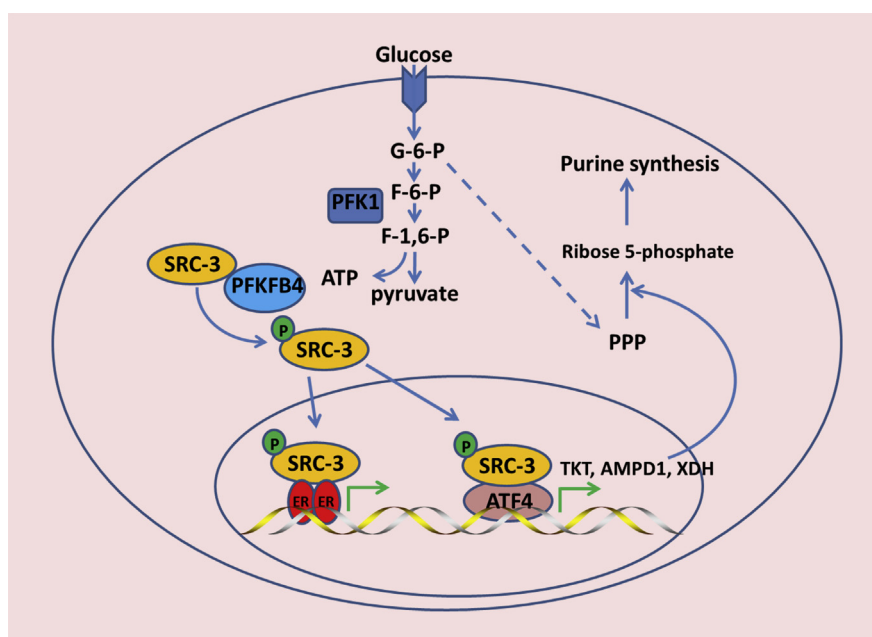 Glucose
G-6-P
Purine synthesis
PFK1
F-6-P
F-1,6-P
Ribose 5-phosphate
SRC-3
PFKFB4
ATP
pyruvate
P
SRC-3
PPP
P
SRC-3
ER ER
P
SRC-3
ATF4
TKT, AMPD1, XDH